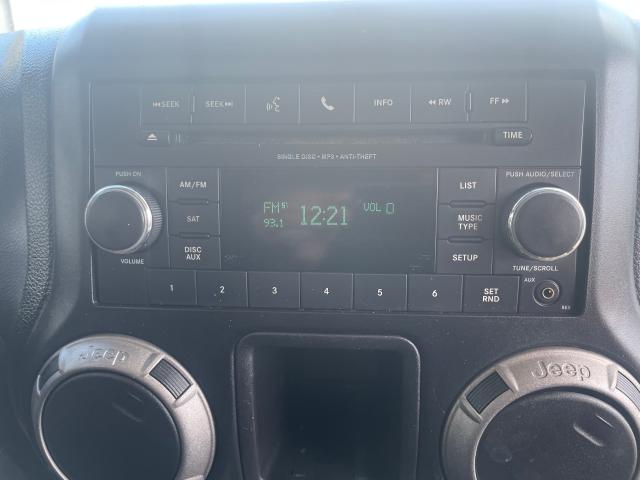 SEEK SEEK INFO RW FF
TIME
SINGLE DISC • MP3 • ANTI-THEFT
PUSH ON
PUSH AUDIO/SELECT
AM/FM
LIST
SAT
MUSIC
TYPE
DISC
AUX
SETUP
FM ST 12:21 VOL 0
93.1
VOLUME
TUNE/SCROLL
1 2 3 4 5 6 SET
RND
AUX
Jeep
Jeep